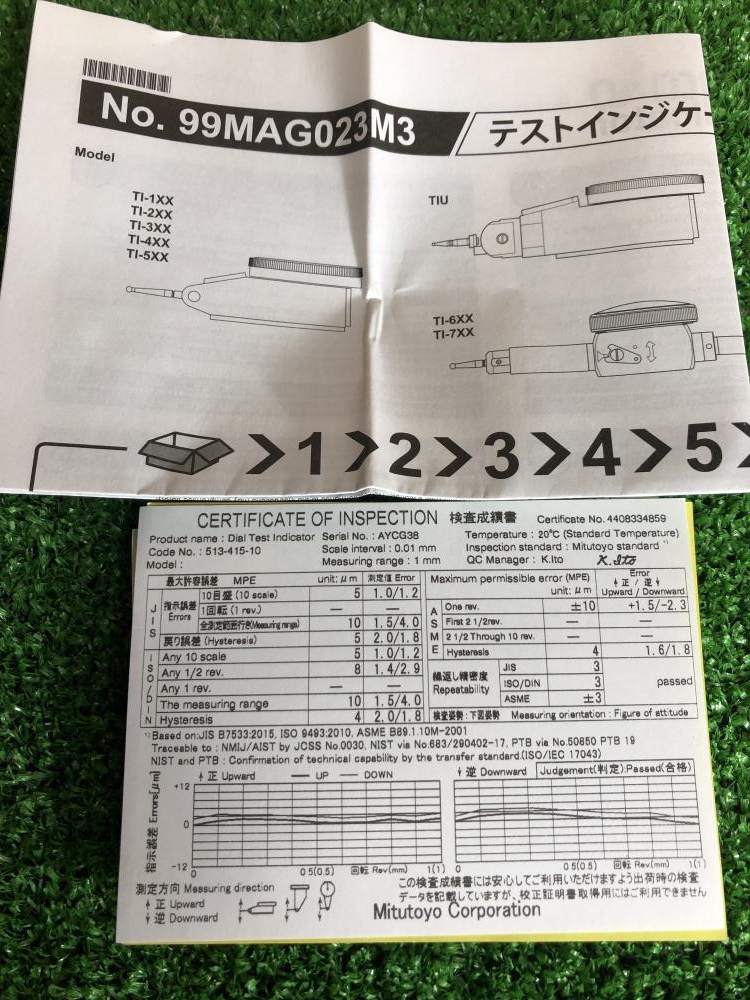 No. 99MAG023M3 テストインジケー
Model
TI-1XX
TI-2XX
TI-3XX
TI-4XX
TI-5XX
TIU
TI-6XX
TI-7XX
1 2 3 4 5
CERTIFICATE OF INSPECTION 検査成績書 Certificate No. 4408334859
Product name : Dial Test Indicator Serial No. : AYCG38 Temperature : 20°C (Standard Temperature)
Code No. : 513-415-10 Scale interval : 0.01 mm Inspection standard : Mitutoyo standard *1)
Model : Measuring range : 1 mm QC Manager : K.Ito K.Ito
最大許容誤差 MPE unit: μm 測定値 Error
JIS 指示誤差 Errors 10目盛 (10 scale) 5 1.0/1.2
1回転 (1 rev.) — —
全測定範囲行き(Measuring range) 10 1.5/4.0
戻り誤差 (Hysteresis) 5 2.0/1.8
ISO/DIN Any 10 scale 5 1.0/1.2
Any 1/2 rev. 8 1.4/2.9
Any 1 rev. — —
The measuring range 10 1.5/4.0
Hysteresis 4 2.0/1.8
Maximum permissible error (MPE) unit: μm Error ↑正 / 逆↓ Upward / Downward
ASME One rev. ±10 +1.5/-2.3
First 2 1/2rev. — —
2 1/2 Through 10 rev. — —
Hysteresis 4 1.6/1.8
繰返し精密度 Repeatability JIS 3 passed
ISO/DIN 3
ASME ±3
検査姿勢 : 下図姿勢 Measuring orientation : Figure of attitude
*1) Based on:JIS B7533:2015, ISO 9493:2010, ASME B89.1.10M-2001
Traceable to : NMIJ/AIST by JCSS No.0030, NIST via No.683/290402-17, PTB via No.50650 PTB 19
NIST and PTB : Confirmation of technical capability by the transfer standard.(ISO/IEC 17043)
↑ 正 Upward — UP — DOWN
↓ 逆 Downward Judgement(判定):Passed(合格)
指示誤差 Errors[μm]
+12
0
-12
0 0.5(0.5) 回転 Rev.(mm) 1(1)
0 0.5(0.5) 回転 Rev.(mm) 1(1)
測定方向 Measuring direction
↑ 正 Upward
↓ 逆 Downward
この検査成績書には安心してご利用いただけますよう出荷時の検査
データを記載していますが、校正証明書取得用にはご利用できません
Mitutoyo Corporation